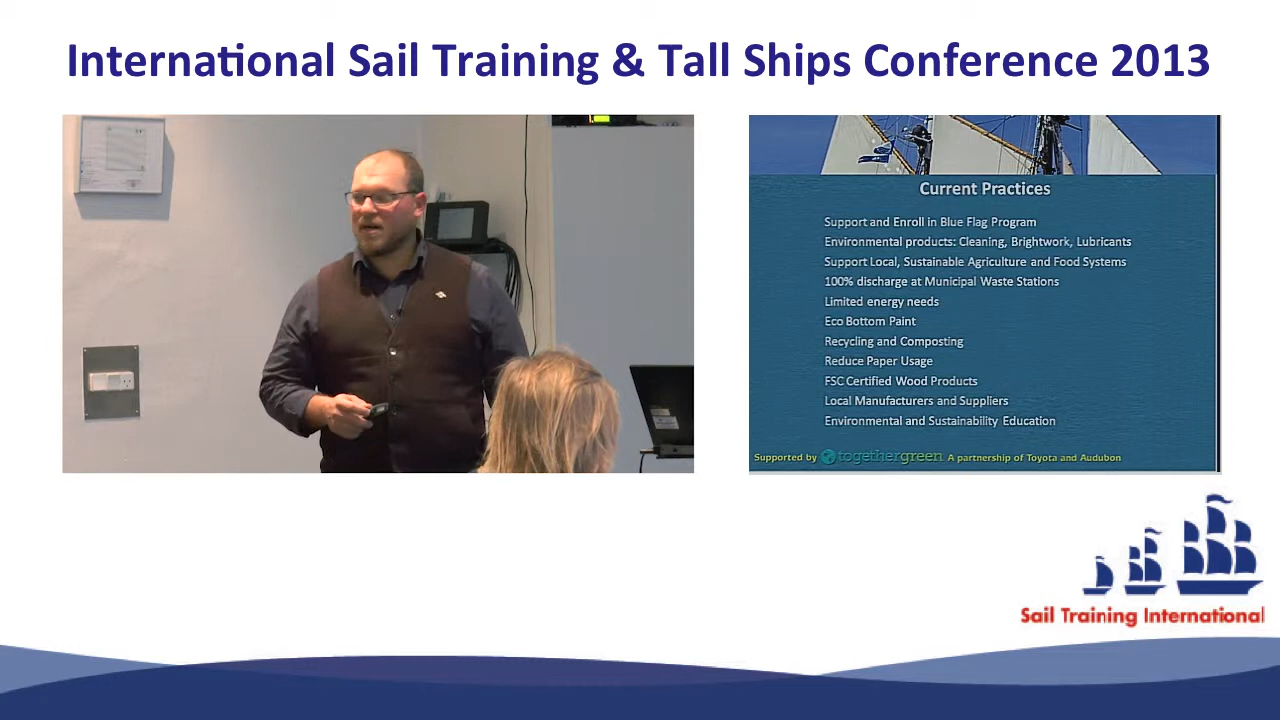 International Sail Training & Tall Ships Conference 2013
Current Practices
Support and Enroll in Blue Flag Program
Environmental products: Cleaning, Brightwork, Lubricants
Support Local, Sustainable Agriculture and Food Systems
100% discharge at Municipal Waste Stations
Limited energy needs
Eco Bottom Paint
Recycling and Composting
Reduce Paper Usage
FSC Certified Wood Products
Local Manufacturers and Suppliers
Environmental and Sustainability Education
Supported by togethergreen A partnership of Toyota and Audubon
Sail Training International